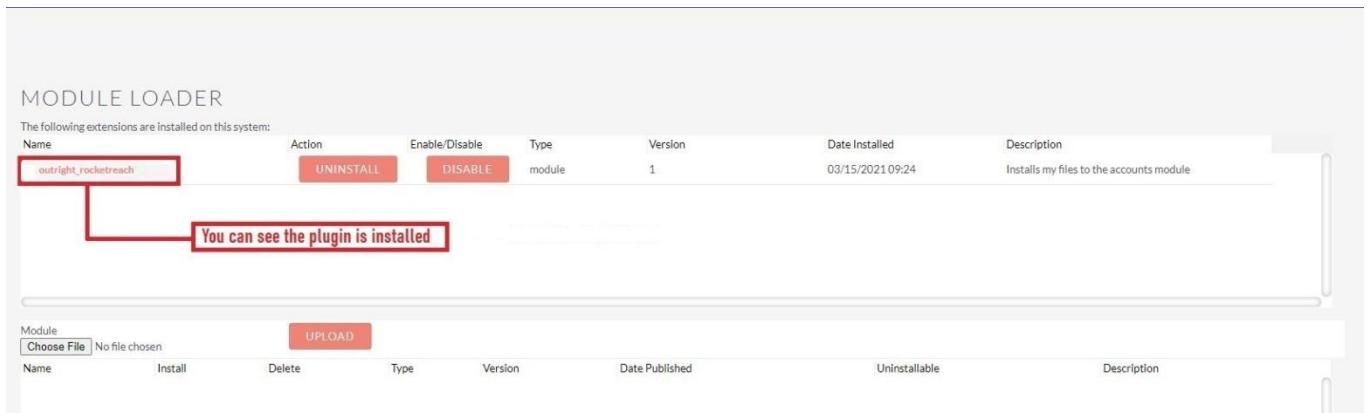 MODULE LOADER
The following extensions are installed on this system:
Name Action Enable/Disable Type Version Date Installed Description
outright_rocketreach UNINSTALL DISABLE module 1 03/15/2021 09:24 Installs my files to the accounts module
You can see the plugin is installed
Module
Choose File No file chosen UPLOAD
Name Install Delete Type Version Date Published Uninstallable Description